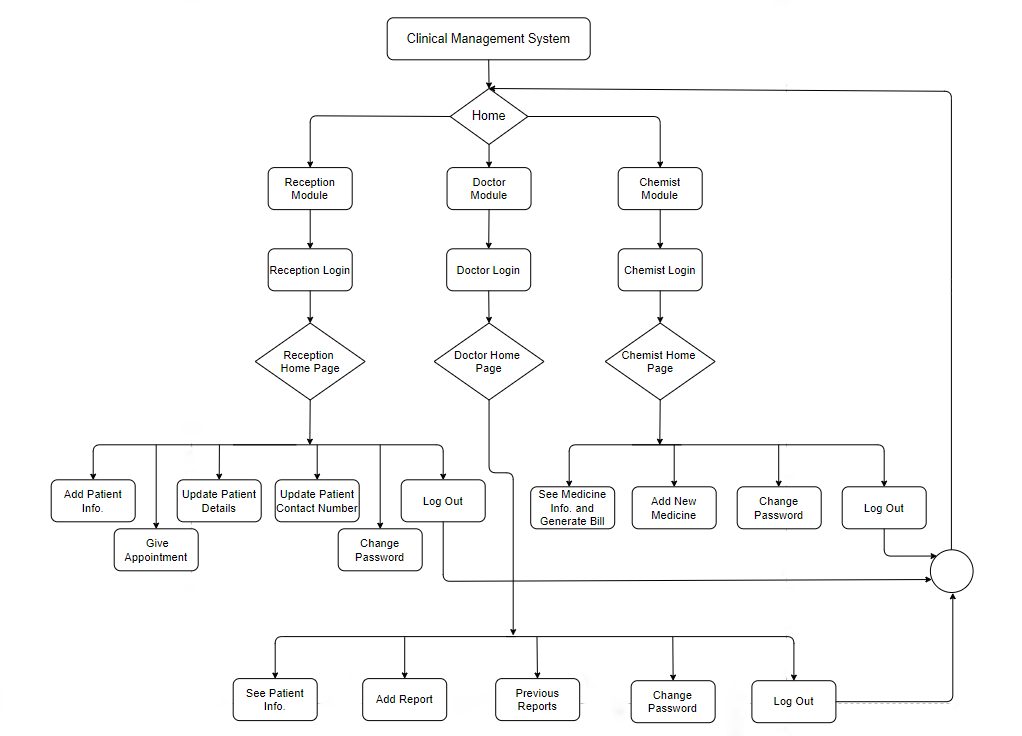 Clinical Management System
Home
Reception
Module
Doctor
Module
Chemist
Module
Reception Login
Doctor Login
Chemist Login
Reception
Home Page
Doctor Home
Page
Chemist Home
Page
Add Patient
Info.
Update Patient
Details
Update Patient
Contact Number
Log Out
See Medicine
Info. and
Generate Bill
Add New
Medicine
Change
Password
Log Out
Give
Appointment
Change
Password
See Patient
Info.
Add Report
Previous
Reports
Change
Password
Log Out